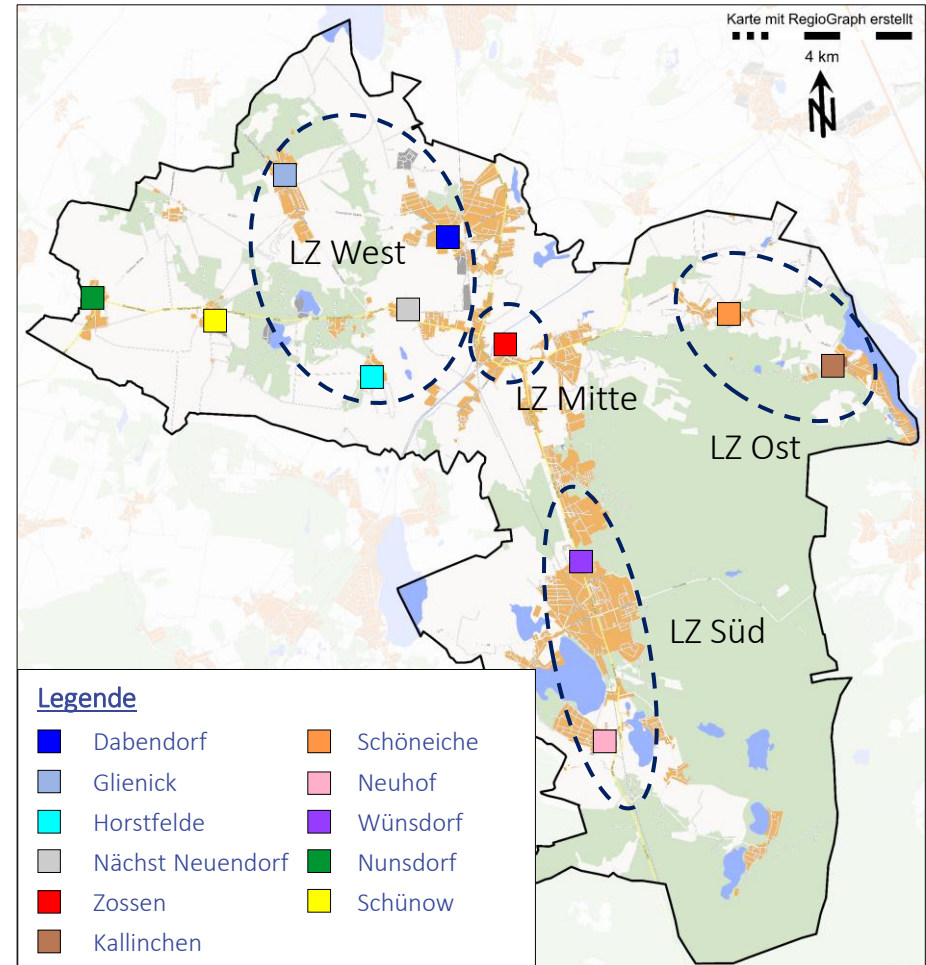 Karte mit RegioGraph erstellt
4 km
N
LZ West
LZ Mitte
LZ Ost
LZ Süd
Legende
Dabendorf
Glienick
Horstfelde
Nächst Neuendorf
Zossen
Kallinchen
Schöneiche
Neuhof
Wünsdorf
Nunsdorf
Schünow